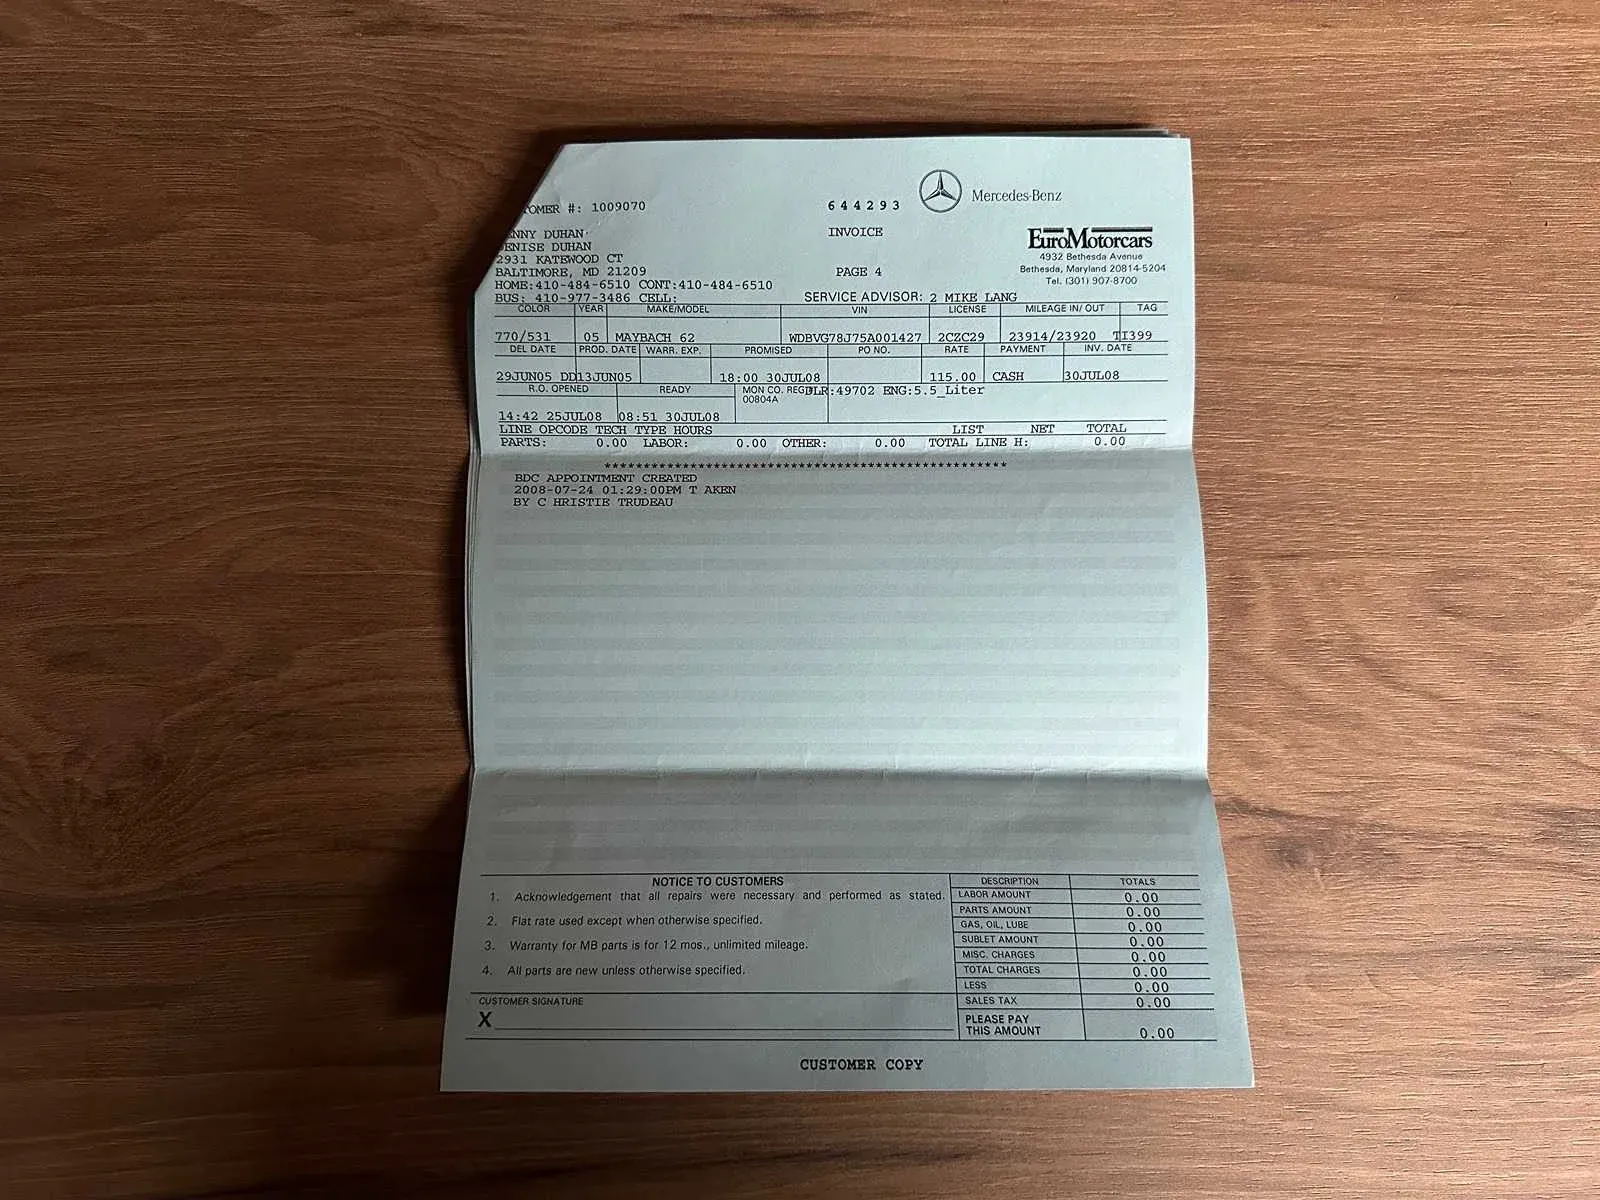 TOMER #: 1009070
644293
Mercedes-Benz
ENNY DUHAN
INVOICE
EuroMotorcars
ENISE DUHAN
4932 Bethesda Avenue
2931 KATEWOOD CT
Bethesda, Maryland 20814-5204
BALTIMORE, MD 21209
PAGE 4
Tel. (301) 907-8700
HOME:410-484-6510 CONT:410-484-6510
BUS: 410-977-3486 CELL:
SERVICE ADVISOR: 2 MIKE LANG
COLOR YEAR MAKE/MODEL VIN LICENSE MILEAGE IN/ OUT TAG
770/531 05 MAYBACH 62 WDBVG78J75A001427 2CZC29 23914/23920 TI399
DEL DATE PROD. DATE WARR. EXP. PROMISED PO NO. RATE PAYMENT INV. DATE
29JUN05 DD13JUN05 18:00 30JUL08 115.00 CASH 30JUL08
R.O. OPENED READY MON CO. REG. DLR:49702 ENG:5.5_Liter
00804A
14:42 25JUL08 08:51 30JUL08
LINE OPCODE TECH TYPE HOURS LIST NET TOTAL
PARTS: 0.00 LABOR: 0.00 OTHER: 0.00 TOTAL LINE H: 0.00
***************************************************
BDC APPOINTMENT CREATED
2008-07-24 01:29:00PM T AKEN
BY C HRISTIE TRUDEAU
NOTICE TO CUSTOMERS
1. Acknowledgement that all repairs were necessary and performed as stated.
2. Flat rate used except when otherwise specified.
3. Warranty for MB parts is for 12 mos., unlimited mileage.
4. All parts are new unless otherwise specified.
CUSTOMER SIGNATURE
X
DESCRIPTION TOTALS
LABOR AMOUNT 0.00
PARTS AMOUNT 0.00
GAS, OIL, LUBE 0.00
SUBLET AMOUNT 0.00
MISC. CHARGES 0.00
TOTAL CHARGES 0.00
LESS 0.00
SALES TAX 0.00
PLEASE PAY
THIS AMOUNT 0.00
CUSTOMER COPY